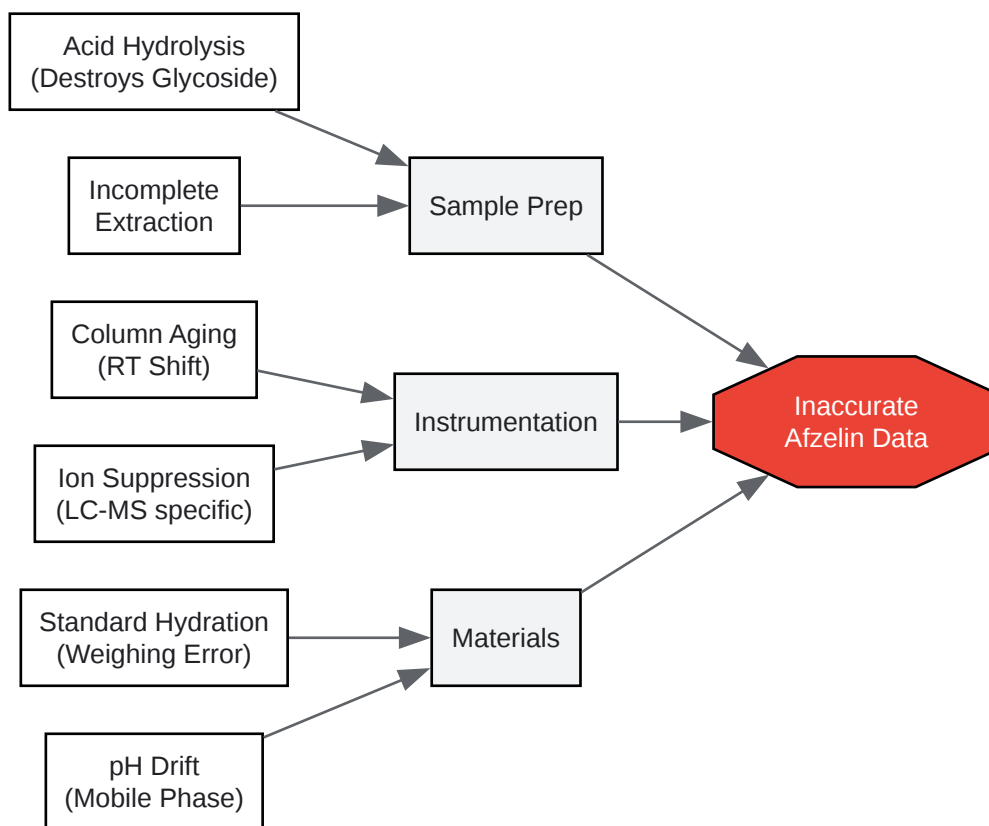 Acid Hydrolysis
(Destroys Glycoside)
Incomplete
Extraction
Sample Prep
Column Aging
(RT Shift)
Instrumentation
Inaccurate
Afzelin Data
Ion Suppression
(LC-MS specific)
Standard Hydration
(Weighing Error)
Materials
pH Drift
(Mobile Phase)